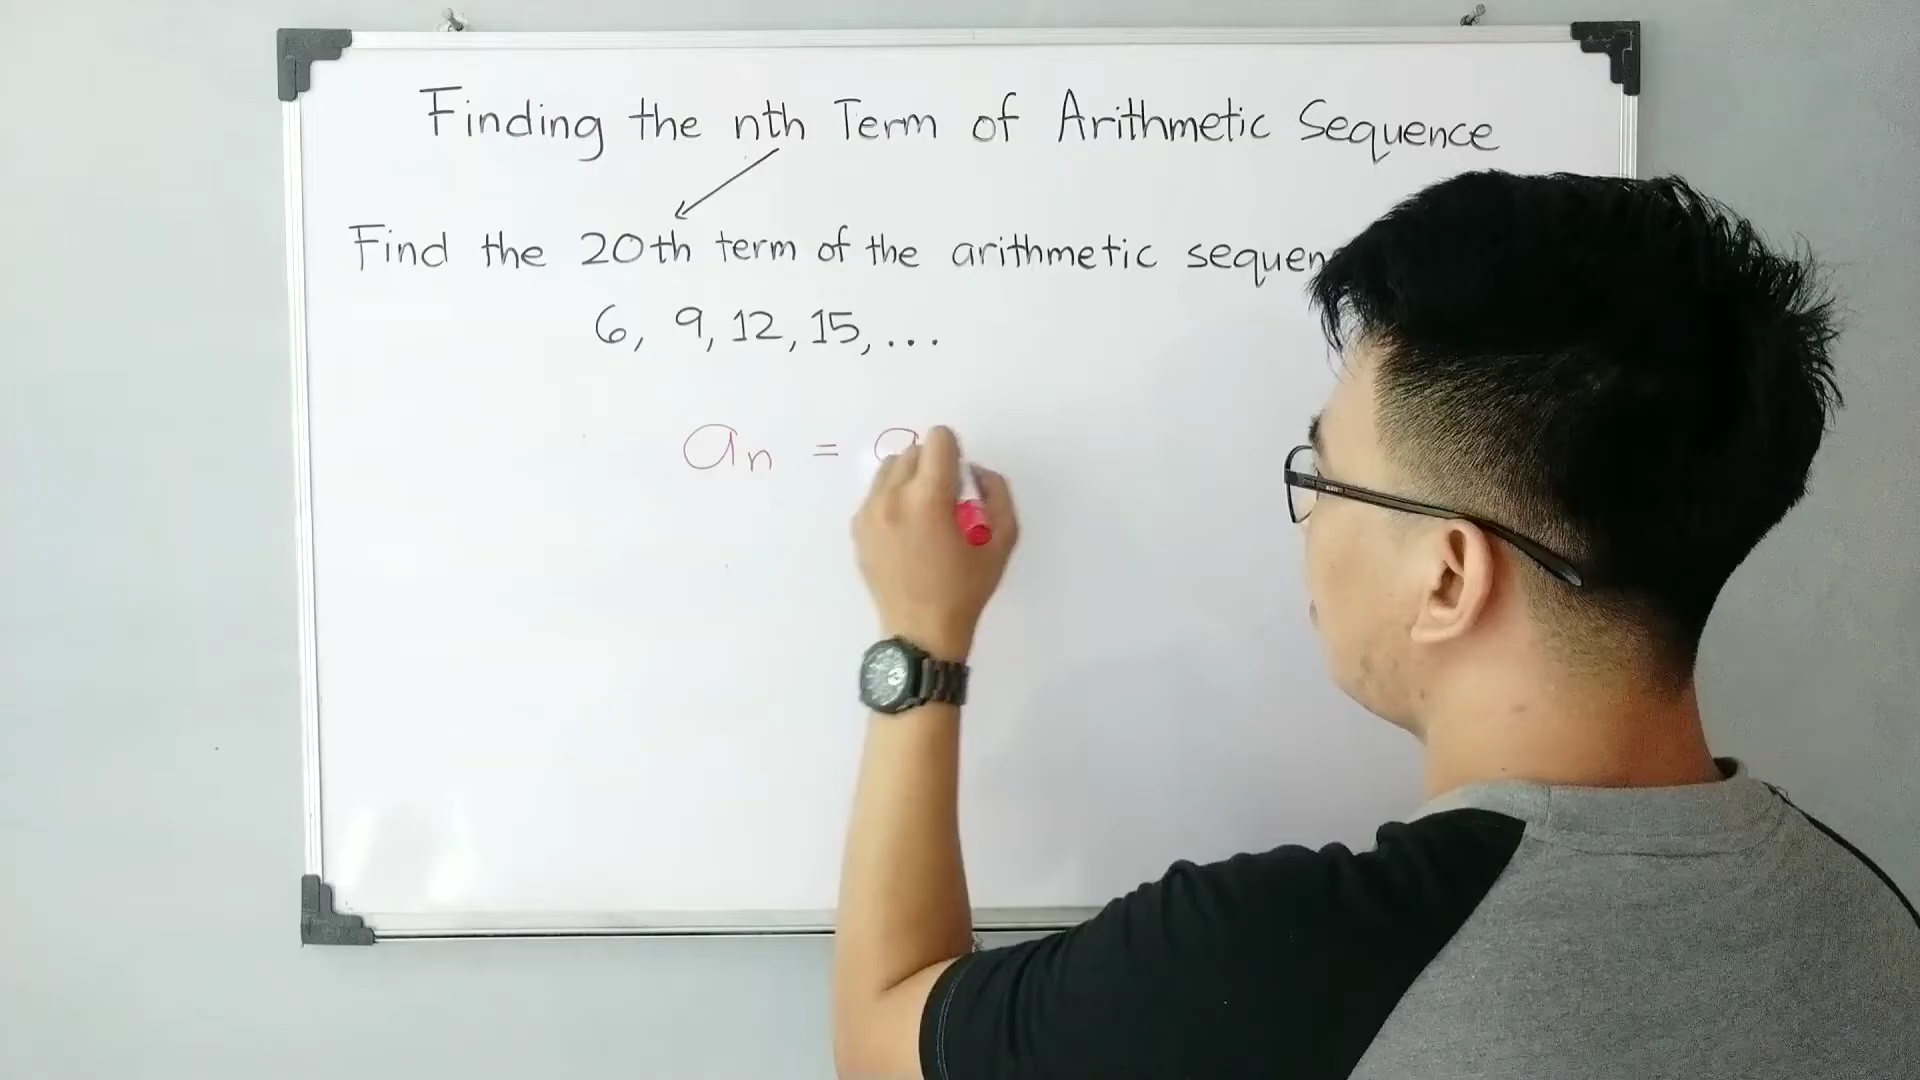 Finding the nth Term of Arithmetic Sequence
Find the 20th term of the arithmetic
6, 9, 12, 15, ...
aₙ = a